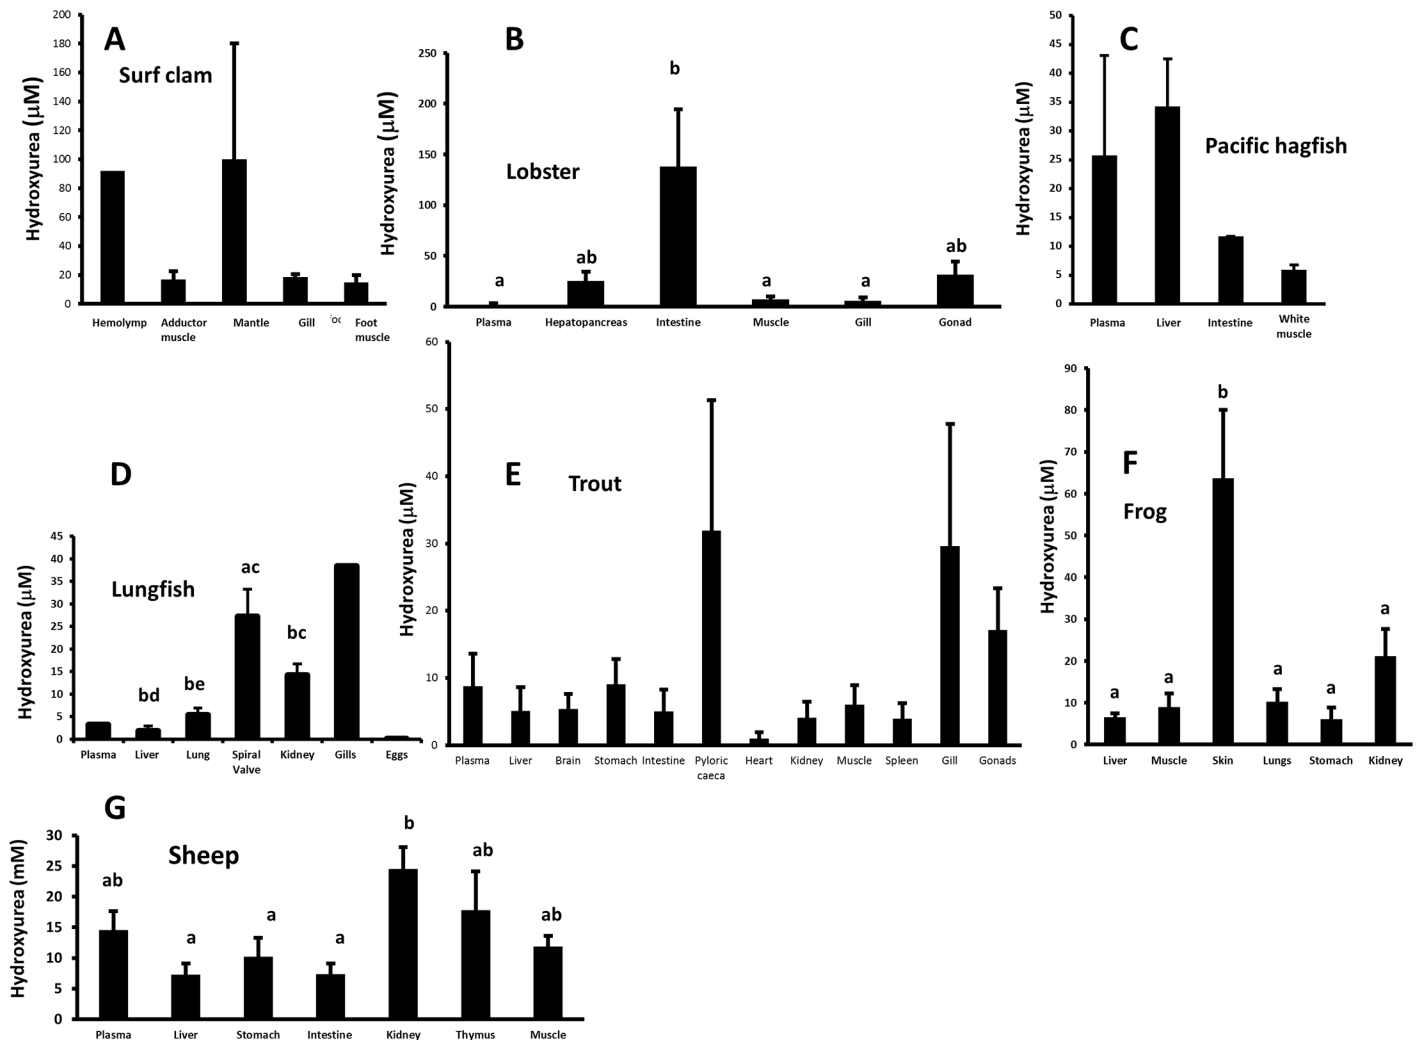 A
Surf clam
Hydroxyurea (μM)
200
180
160
140
120
100
80
60
40
20
0
Hemolymp Adductor muscle Mantle Gill Foot muscle
B
Lobster
Hydroxyurea (μM)
250
200
150
100
50
0
a ab b a a ab
Plasma Hepatopancreas Intestine Muscle Gill Gonad
C
Pacific hagfish
Hydroxyurea (μM)
50
45
40
35
30
25
20
15
10
5
0
Plasma Liver Intestine White muscle
D
Lungfish
Hydroxyurea (μM)
45
40
35
30
25
20
15
10
5
0
bd be ac bc
Plasma Liver Lung Spiral Valve Kidney Gills Eggs
E
Trout
Hydroxyurea (μM)
60
50
40
30
20
10
0
Plasma Liver Brain Stomach Intestine Pyloric caeca Heart Kidney Muscle Spleen Gill Gonads
F
Frog
Hydroxyurea (μM)
90
80
70
60
50
40
30
20
10
0
a a b a a a
Liver Muscle Skin Lungs Stomach Kidney
G
Sheep
Hydroxyurea (mM)
30
25
20
15
10
5
0
ab a a a b ab ab
Plasma Liver Stomach Intestine Kidney Thymus Muscle